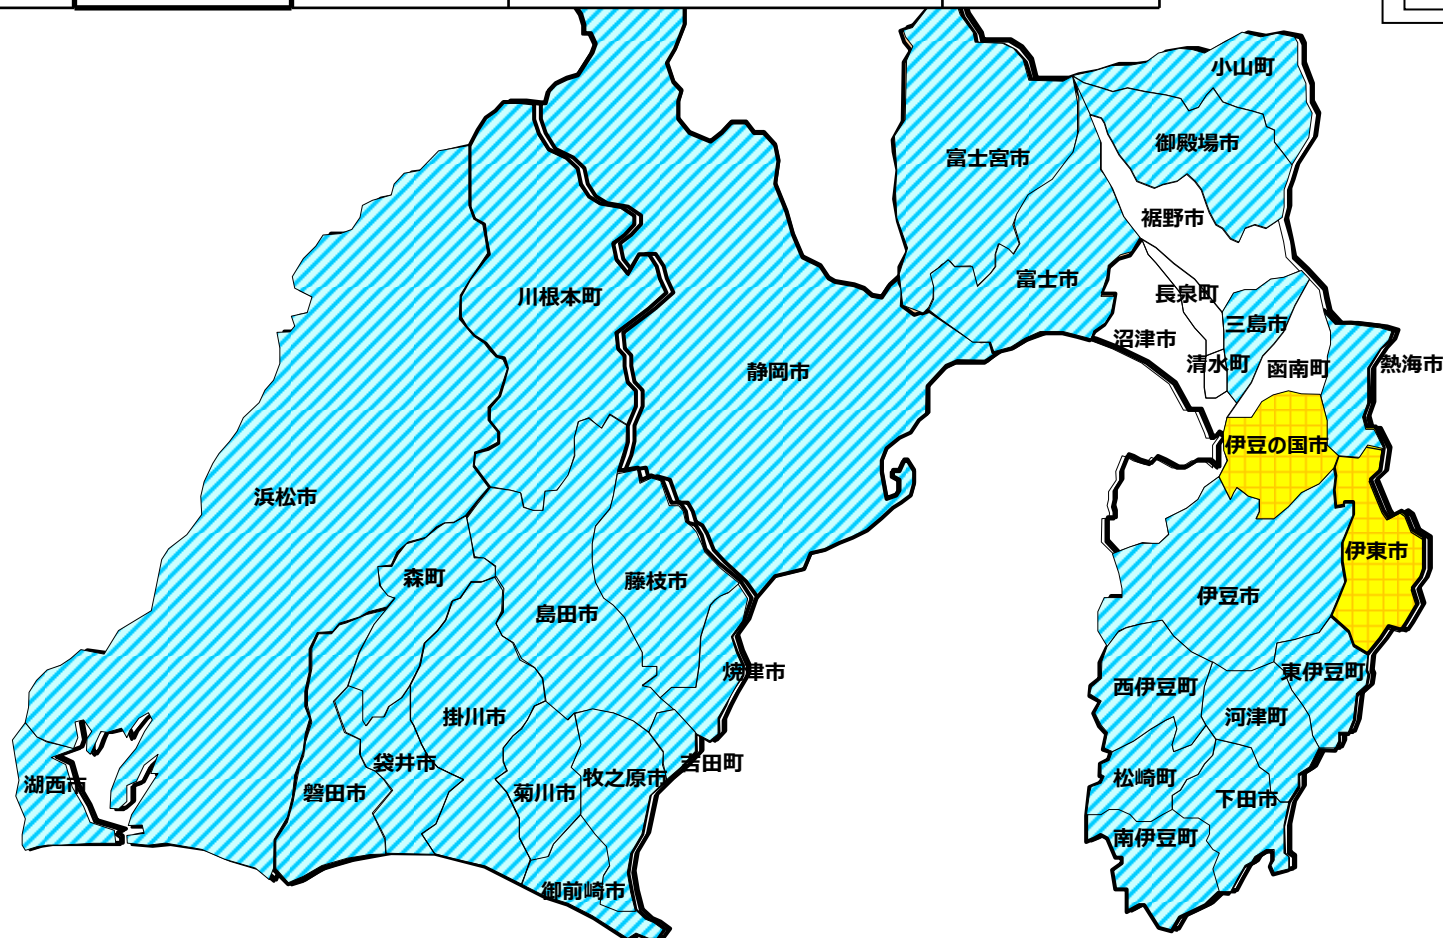 小山町
御殿場市
富士宮市
裾野市
富士市
長泉町
川根本町
三島市
沼津市
清水町
函南町
熱海市
静岡市
伊豆の国市
浜松市
伊東市
森町
藤枝市
伊豆市
島田市
焼津市
東伊豆町
西伊豆町
掛川市
河津町
袋井市
吉田町
湖西市
牧之原市
松崎町
磐田市
菊川市
下田市
南伊豆町
御前崎市